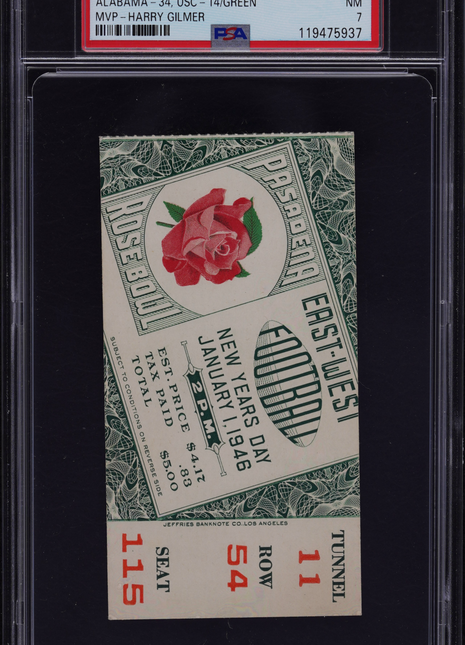 ALABAMA - 34, USC - 14/GREEN
NM
MVP - HARRY GILMER
7
PSA
119475937
PASADENA
ROSE BOWL
EAST-WEST
FOOTBALL
NEW YEARS DAY
JANUARY 1, 1946
2 P.M.
EST. PRICE $4.17
TAX PAID .83
TOTAL $5.00
SUBJECT TO CONDITIONS ON REVERSE SIDE
JEFFRIES BANKNOTE CO. LOS ANGELES
TUNNEL
11
ROW
54
SEAT
115